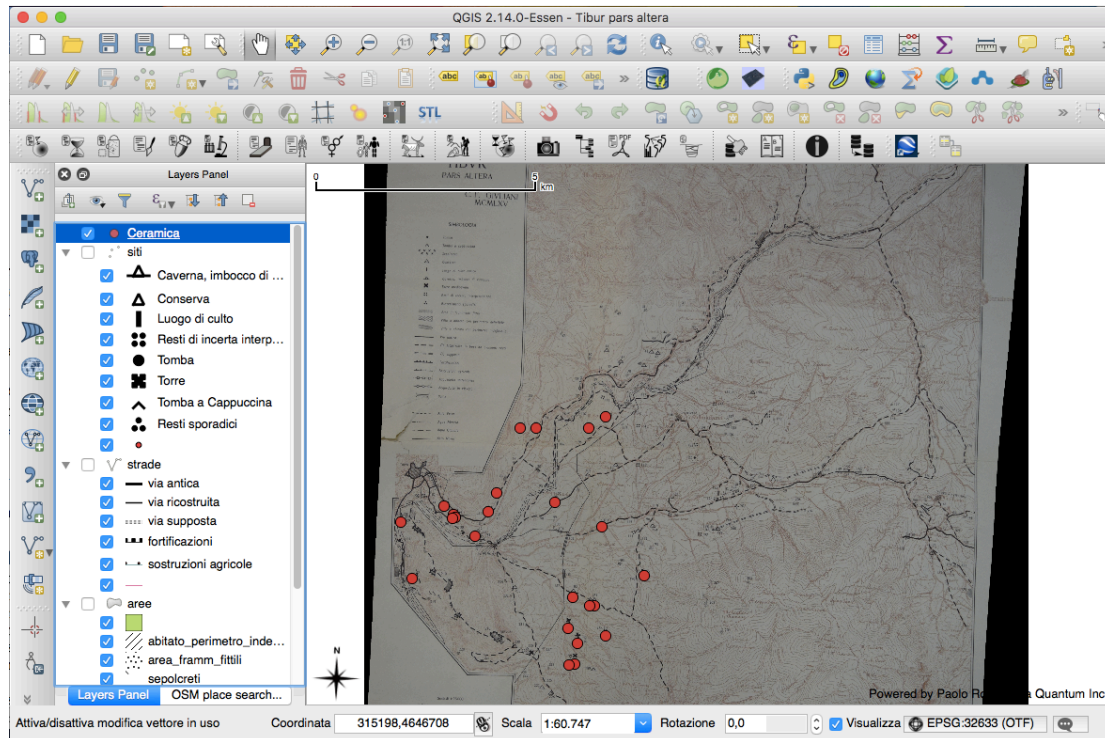 QGIS 2.14.0-Essen - Tibur pars altera
abc
abc
STL
Layers Panel
Ceramica
siti
Caverna, imbocco di ...
Conserva
Luogo di culto
Resti di incerta interp...
Tomba
Torre
Tomba a Cappuccina
Resti sporadici
strade
via antica
via ricostruita
via supposta
fortificazioni
sostruzioni agricole
aree
abitato_perimetro_inde...
area_framm_fittili
sepolcreti
Layers Panel
OSM place search...
0 5
km
PARS ALTERA
MCMLXV
N
Powered by Paolo
Quantum Inc
Attiva/disattiva modifica vettore in uso
Coordinata 315198,4646708
Scala 1:60.747
Rotazione 0,0
Visualizza
EPSG:32633 (OTF)